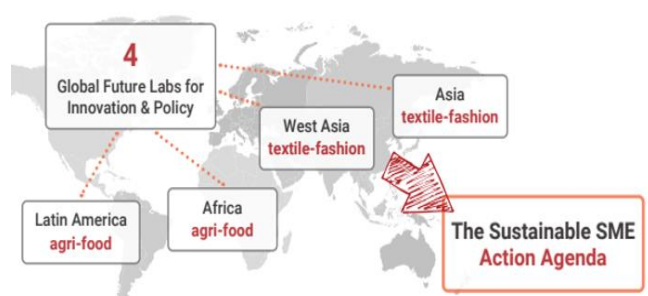 4
Global Future Labs for
Innovation & Policy
Asia
textile-fashion
West Asia
textile-fashion
Latin America
agri-food
Africa
agri-food
The Sustainable SME
Action Agenda